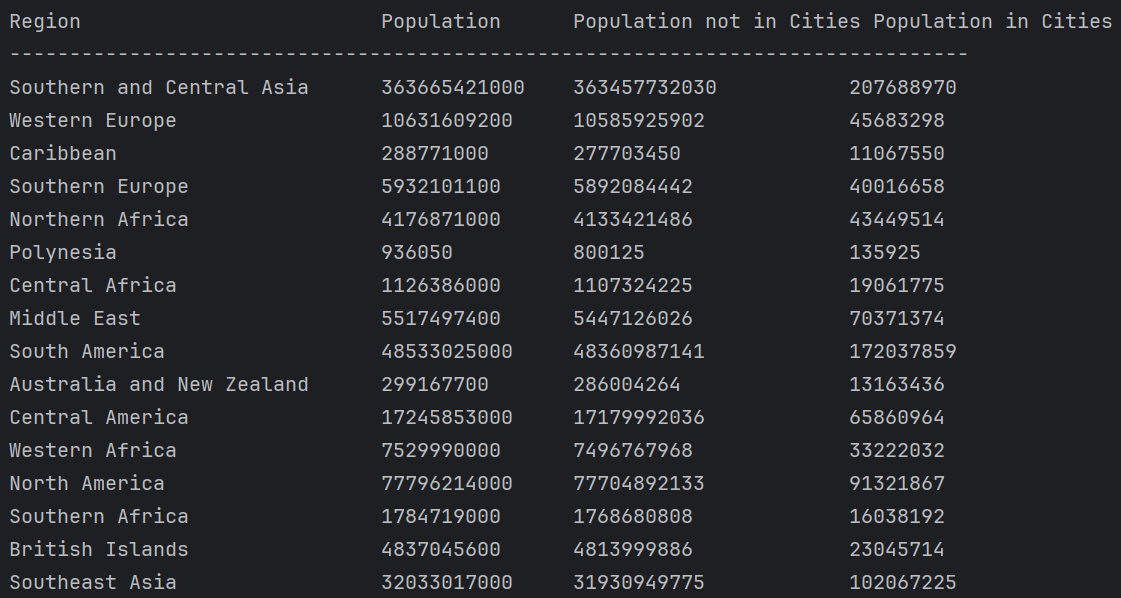 Region Population Population not in Cities Population in Cities
--------------------------------------------------------------------------------
Southern and Central Asia 363665421000 363457732030 207688970
Western Europe 10631609200 10585925902 45683298
Caribbean 288771000 277703450 11067550
Southern Europe 5932101100 5892084442 40016658
Northern Africa 4176871000 4133421486 43449514
Polynesia 936050 800125 135925
Central Africa 1126386000 1107324225 19061775
Middle East 5517497400 5447126026 70371374
South America 48533025000 48360987141 172037859
Australia and New Zealand 299167700 286004264 13163436
Central America 17245853000 17179992036 65860964
Western Africa 7529990000 7496767968 33222032
North America 77796214000 77704892133 91321867
Southern Africa 1784719000 1768680808 16038192
British Islands 4837045600 4813999886 23045714
Southeast Asia 32033017000 31930949775 102067225